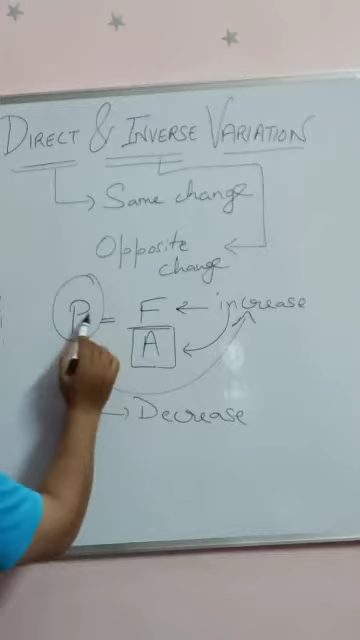 DIRECT & INVERSE VARIATION
→ Same change
Opposite ←
change
P = F ← increase
A
→ Decrease